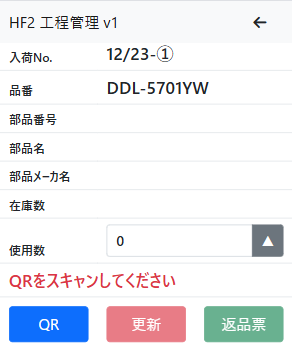 HF2 工程管理 v1 ←
入荷No. 12/23-①
品番 DDL-5701YW
部品番号
部品名
部品メーカ名
在庫数
使用数 0 ▲
QRをスキャンしてください
QR 更新 返品票